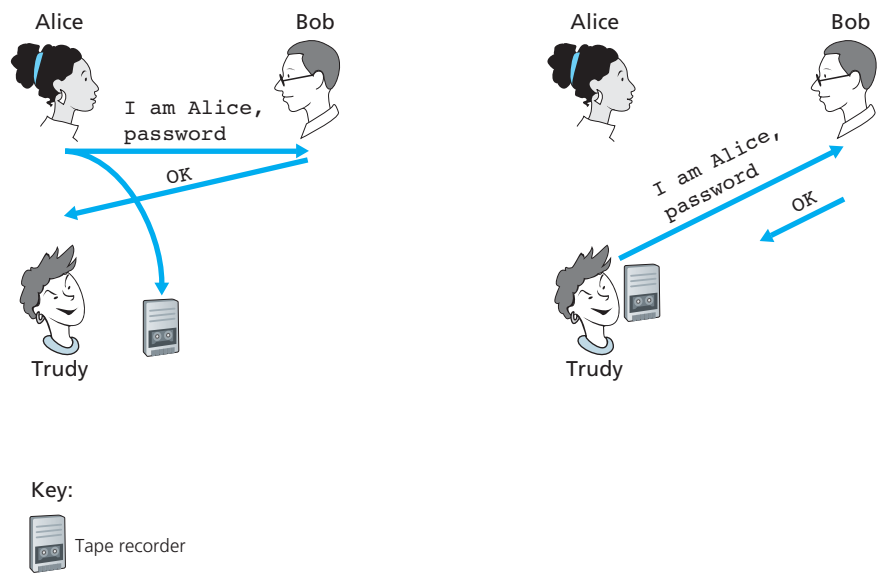 Alice
Bob
I am Alice,
password
OK
Trudy
Alice
Bob
I am Alice,
password
OK
Trudy
Key:
Tape recorder